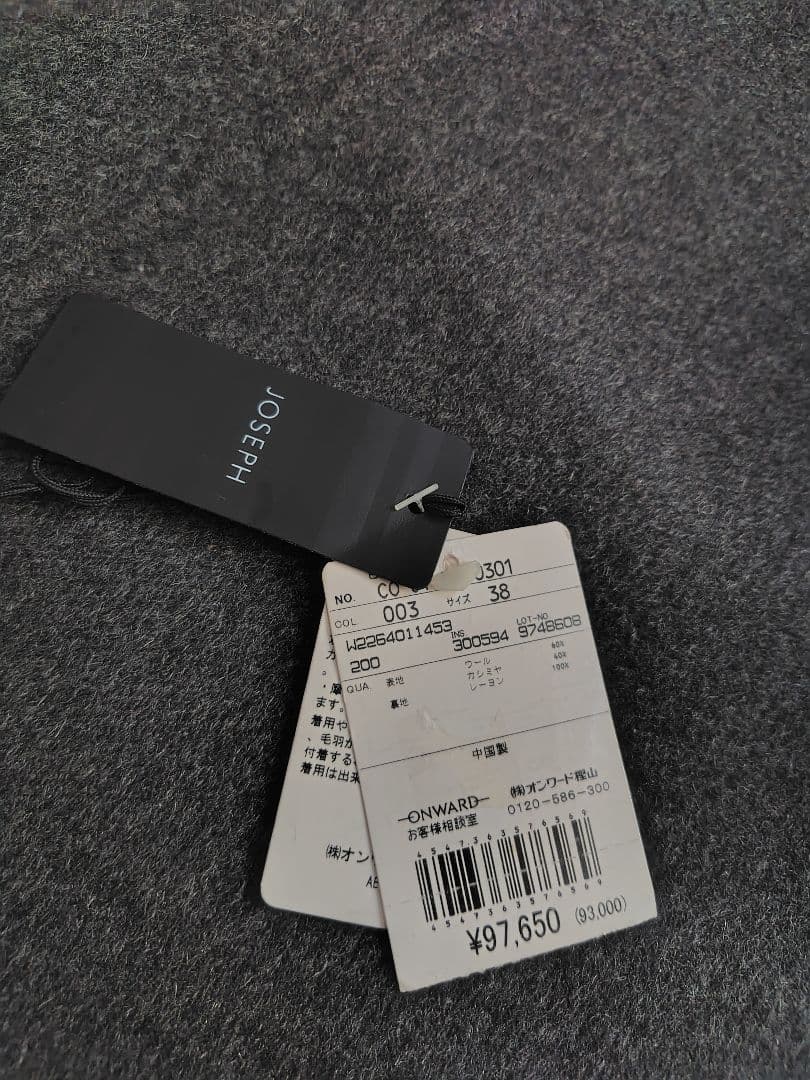 JOSEPH
NO. CO 0301
COL 003 サイズ 38
W2264011453 INS 300594 LOT-NO. 9748608
200
QUA. 表地 ウール 60%
カシミヤ 40%
裏地 レーヨン 100%
中国製
ONWARD (株)オンワード樫山
お客様相談室 0120-586-300
4547363576569
4547363576569
¥97,650 (93,000)
ます。
着用や
、毛羽が
付着する
着用は出来
(株)オン